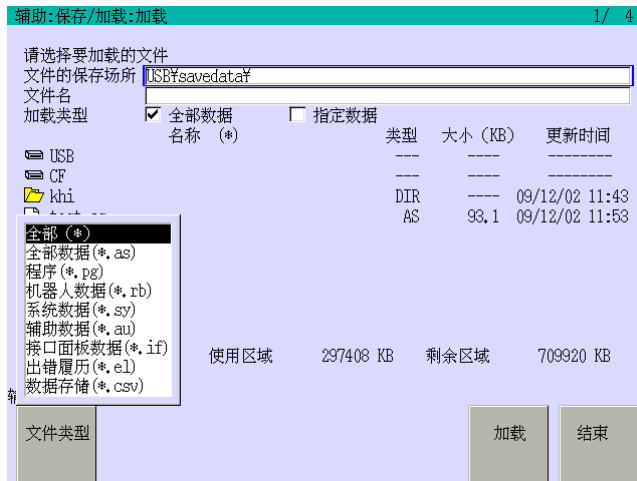 辅助:保存/加载:加载 1/ 4
请选择要加载的文件
文件的保存场所 USB¥savedata¥
文件名
加载类型 全部数据 指定数据
名称 (*) 类型 大小 (KB) 更新时间
USB --- ---- --------
CF --- ---- --------
khi DIR ---- 09/12/02 11:43
AS 93.1 09/12/02 11:53
全部 (*)
全部数据(*.as)
程序(*.pg)
机器人数据(*.rb)
系统数据(*.sy)
辅助数据(*.au)
接口面板数据(*.if)
出错履历(*.el)
数据存储(*.csv)
使用区域 297408 KB 剩余区域 709920 KB
文件类型 加载 结束